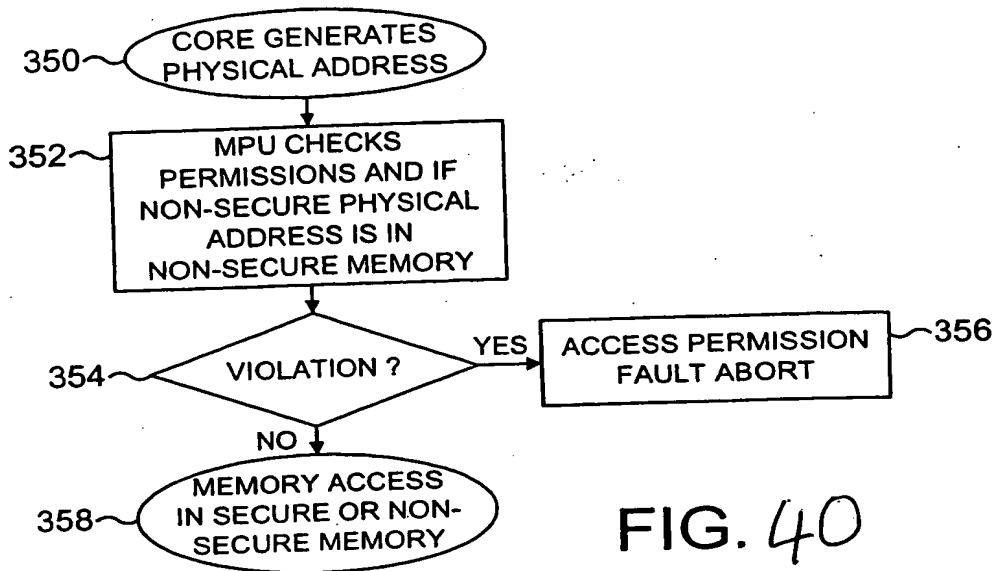 350
CORE GENERATES
PHYSICAL ADDRESS
352
MPU CHECKS
PERMISSIONS AND IF
NON-SECURE PHYSICAL
ADDRESS IS IN
NON-SECURE MEMORY
354
VIOLATION ?
YES
ACCESS PERMISSION
FAULT ABORT
356
NO
358
MEMORY ACCESS
IN SECURE OR NON-
SECURE MEMORY
FIG. 40